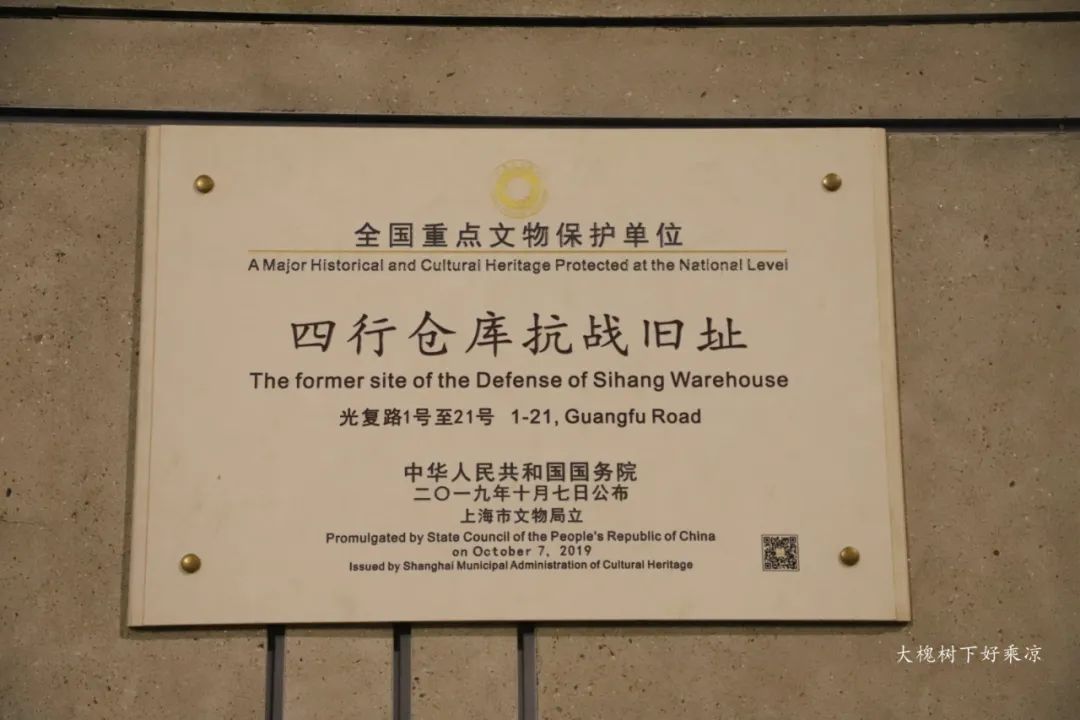 全国重点文物保护单位
A Major Historical and Cultural Heritage Protected at the National Level
四行仓库抗战旧址
The former site of the Defense of Sihang Warehouse
光复路1号至21号 1-21, Guangfu Road
中华人民共和国国务院
二〇一九年十月七日公布
上海市文物局立
Promulgated by State Council of the People's Republic of China
on October 7, 2019
Issued by Shanghai Municipal Administration of Cultural Heritage
大槐树下好乘凉